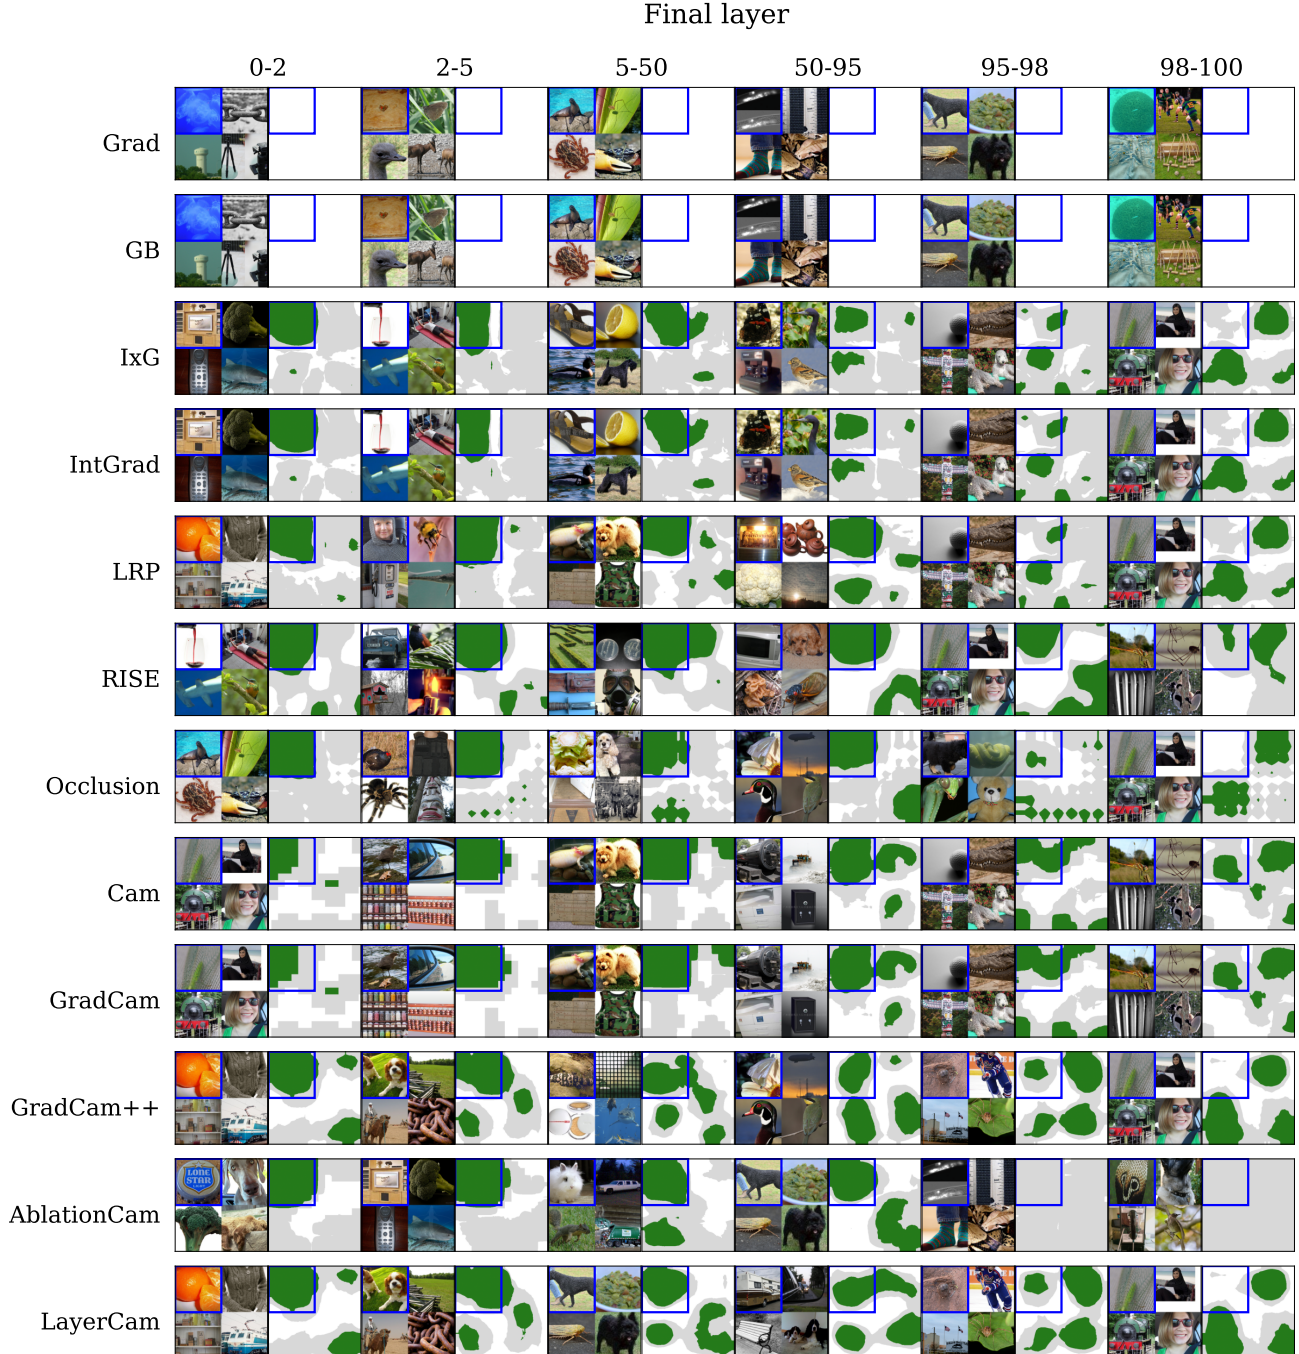 Final layer
0-2 2-5 5-50 50-95 95-98 98-100
Grad
GB
IxG
IntGrad
LRP
RISE
Occlusion
Cam
GradCam
GradCam++
LONE
STAR
AblationCam
LayerCam